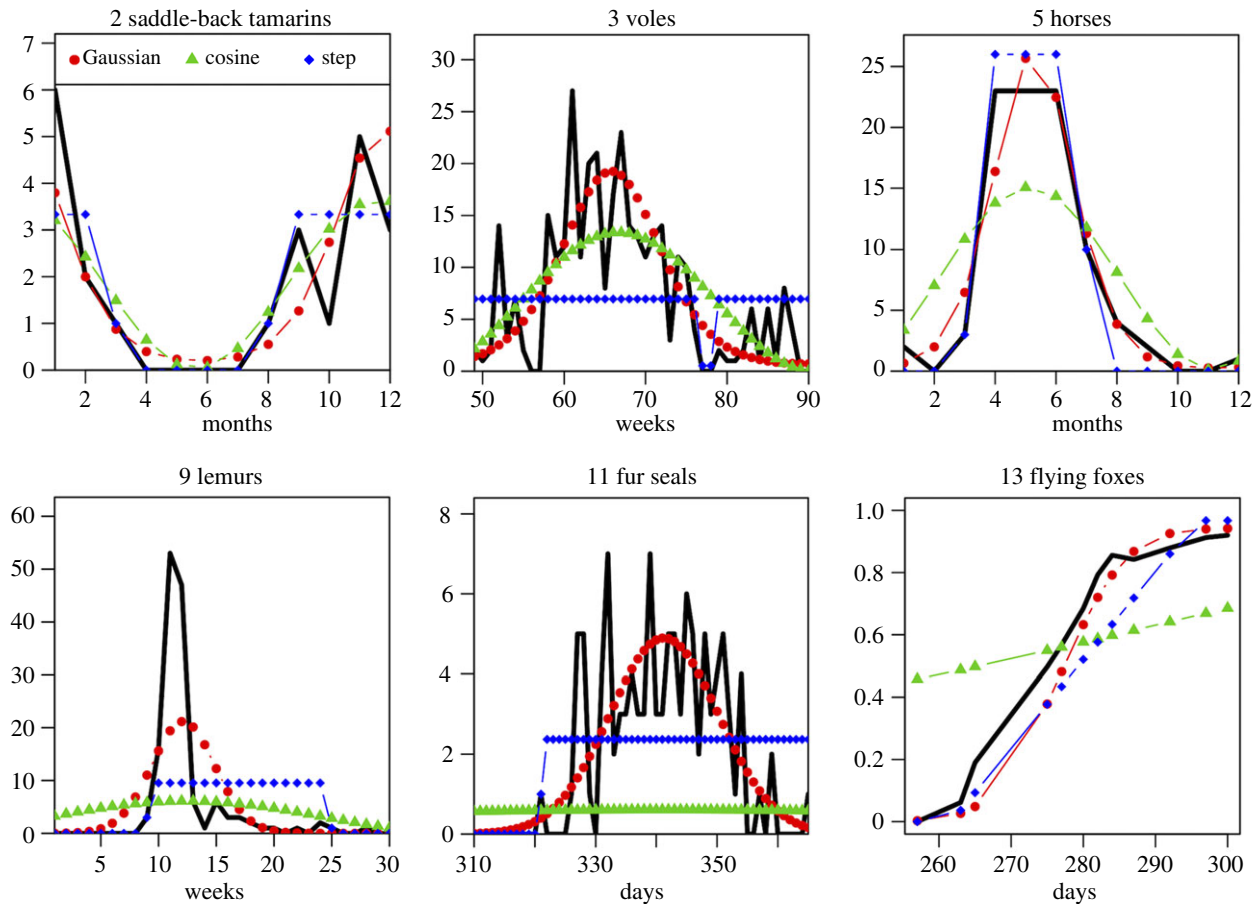 2 saddle-back tamarins
7
6
5
4
3
2
1
0
Gaussian cosine step
2 4 6 8 10 12
months
3 voles
30
25
20
15
10
5
0
50 60 70 80 90
weeks
5 horses
25
20
15
10
5
0
2 4 6 8 10 12
months
9 lemurs
60
50
40
30
20
10
0
5 10 15 20 25 30
weeks
11 fur seals
8
6
4
2
0
310 330 350
days
13 flying foxes
1.0
0.8
0.6
0.4
0.2
0
260 270 280 290 300
days